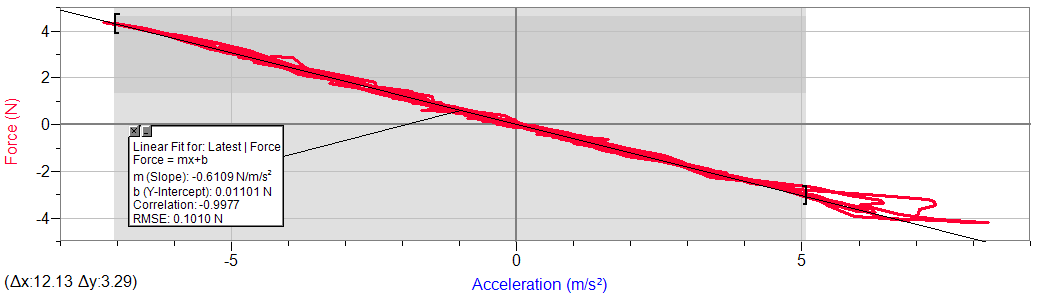 4
2
0
-2
-4
Force (N)
Linear Fit for: Latest | Force
Force = mx+b
m (Slope): -0.6109 N/m/s²
b (Y-Intercept): 0.01101 N
Correlation: -0.9977
RMSE: 0.1010 N
-5
0
5
(Δx:12.13 Δy:3.29)
Acceleration (m/s²)